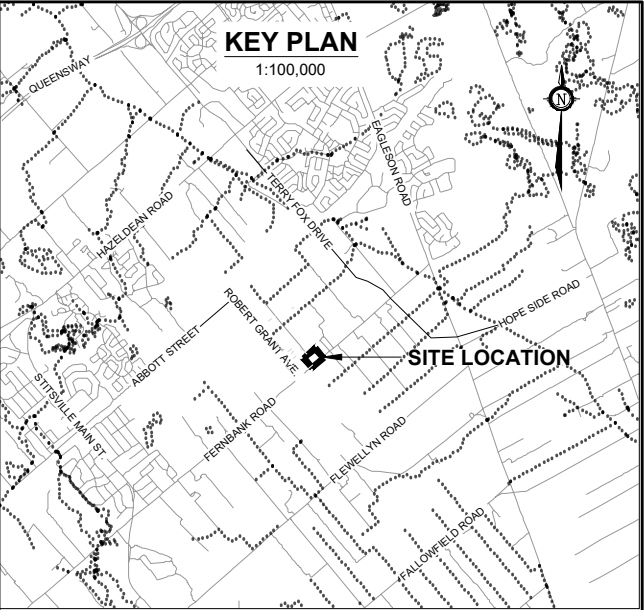 KEY PLAN
1:100,000
QUEENSWAY
N
EAGLESON ROAD
TERRY FOX DRIVE
HAZELDEAN ROAD
ROBERT GRANT AVE.
HOPE SIDE ROAD
ABBOTT STREET
SITE LOCATION
STITSVILLE MAIN ST.
FERNBANK ROAD
FLEWELLYN ROAD
FALLOWFIELD ROAD